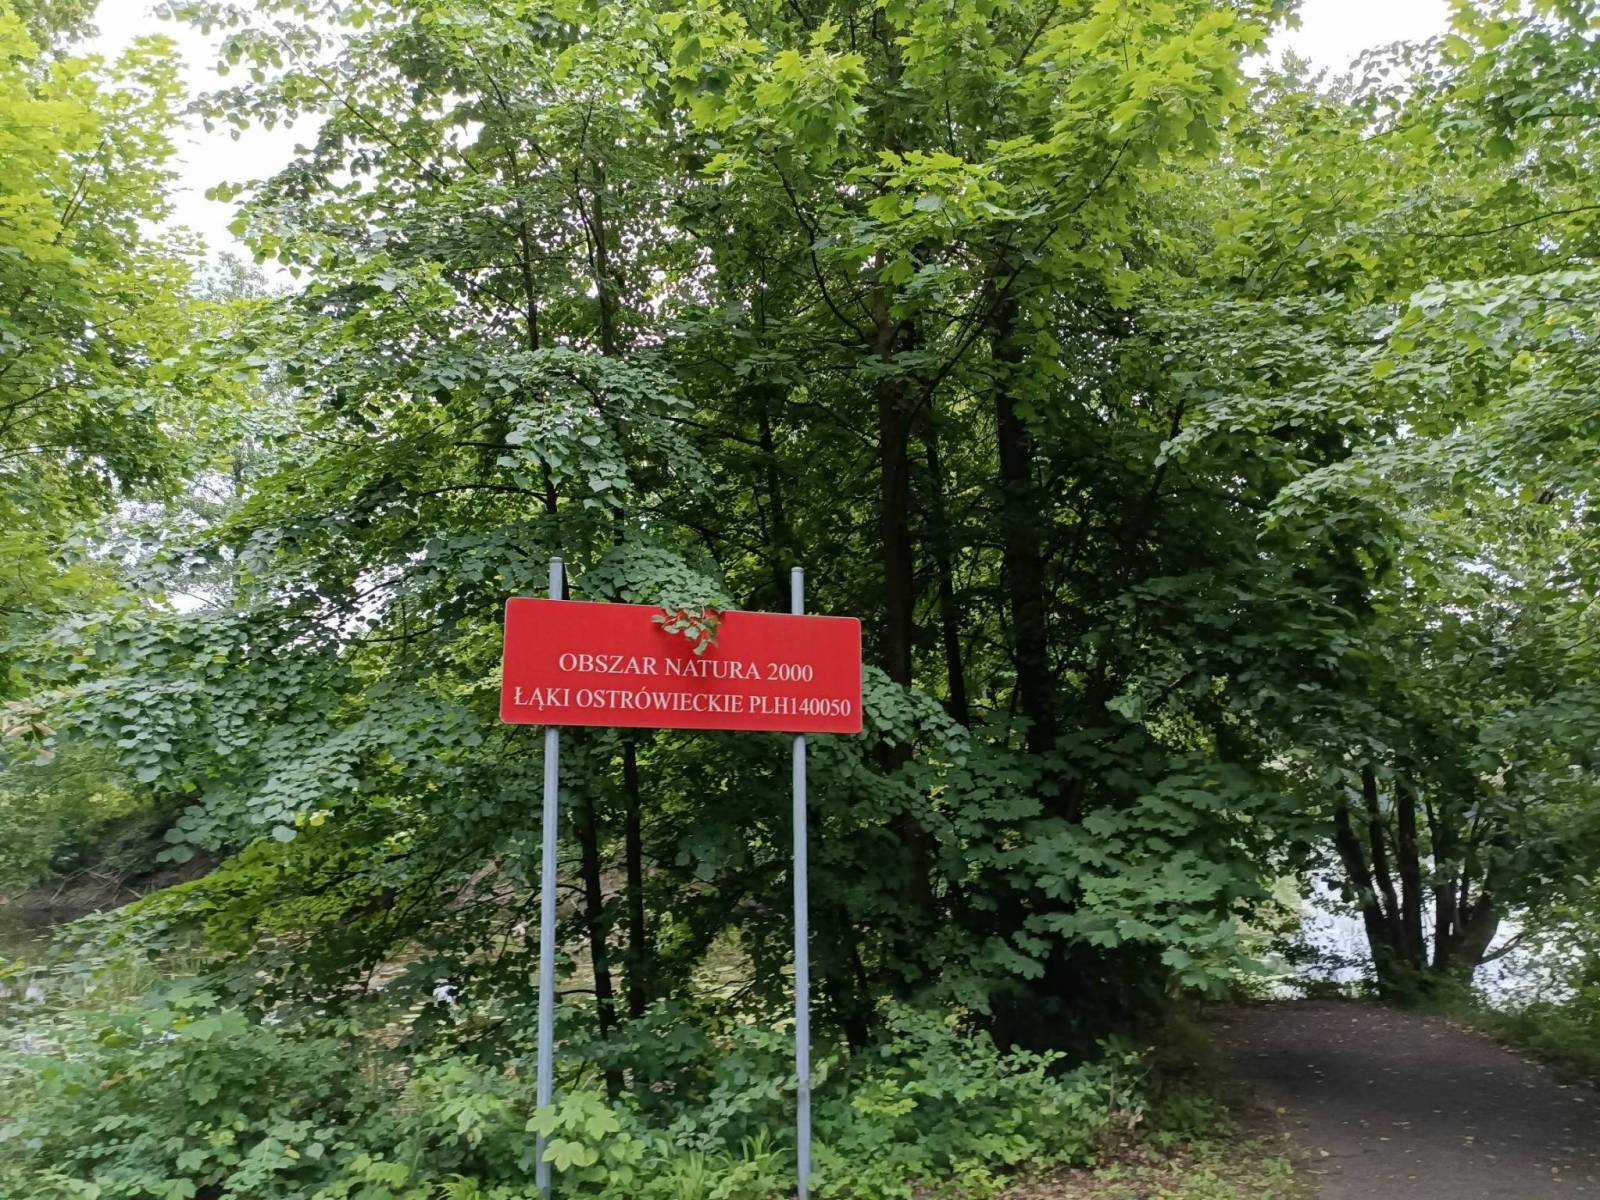 OBSZAR NATURA 2000
ŁĄKI OSTRÓWIECKIE PLH140050